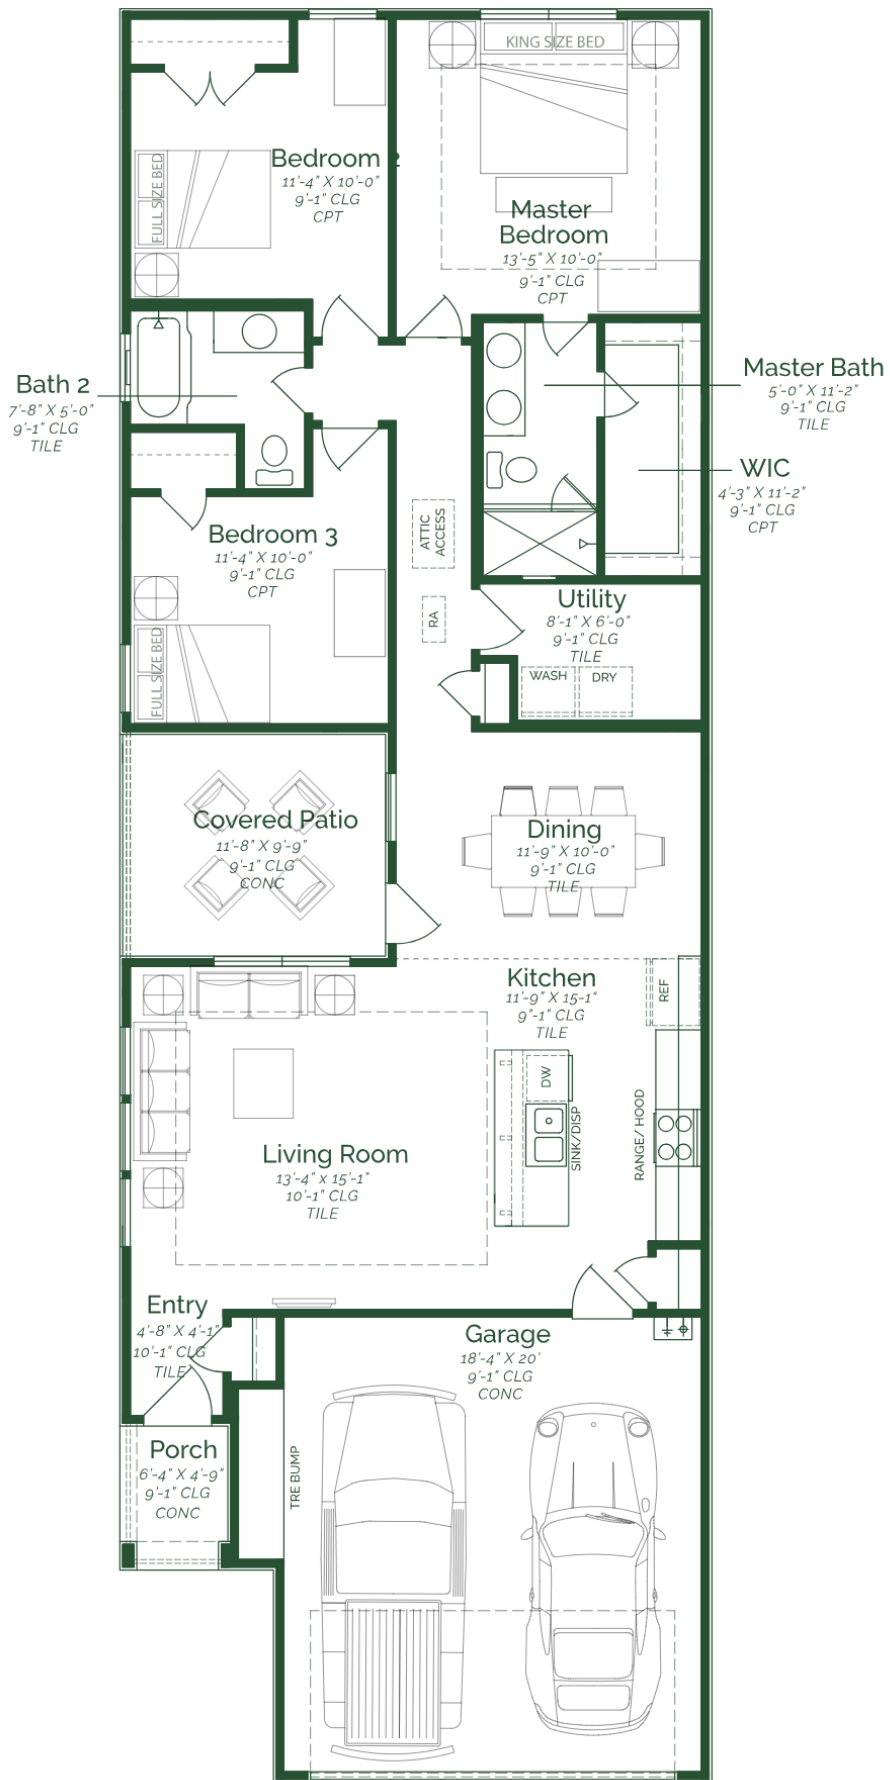 KING SIZE BED
Bedroom 2
11'-4" X 10'-0"
9'-1" CLG
CPT
FULL SIZE BED
Master
Bedroom
13'-5" X 10'-0"
9'-1" CLG
CPT
Bath 2
7'-8" X 5'-0"
9'-1" CLG
TILE
Master Bath
5'-0" X 11'-2"
9'-1" CLG
TILE
WIC
4'-3" X 11'-2"
9'-1" CLG
CPT
ATTIC
ACCESS
Bedroom 3
11'-4" X 10'-0"
9'-1" CLG
CPT
FULL SIZE BED
RA
Utility
8'-1" X 6'-0"
9'-1" CLG
TILE
WASH
DRY
Covered Patio
11'-8" X 9'-9"
9'-1" CLG
CONC
Dining
11'-9" X 10'-0"
9'-1" CLG
TILE
Kitchen
11'-9" X 15'-1"
9"-1" CLG
TILE
REF
DW
SINK/DISP
RANGE/ HOOD
Living Room
13'-4" x 15'-1"
10'-1" CLG
TILE
Entry
4'-8" X 4'-1"
10'-1" CLG
TILE
Garage
18'-4" X 20'
9'-1" CLG
CONC
Porch
6'-4" X 4'-9"
9'-1" CLG
CONC
TRE BUMP